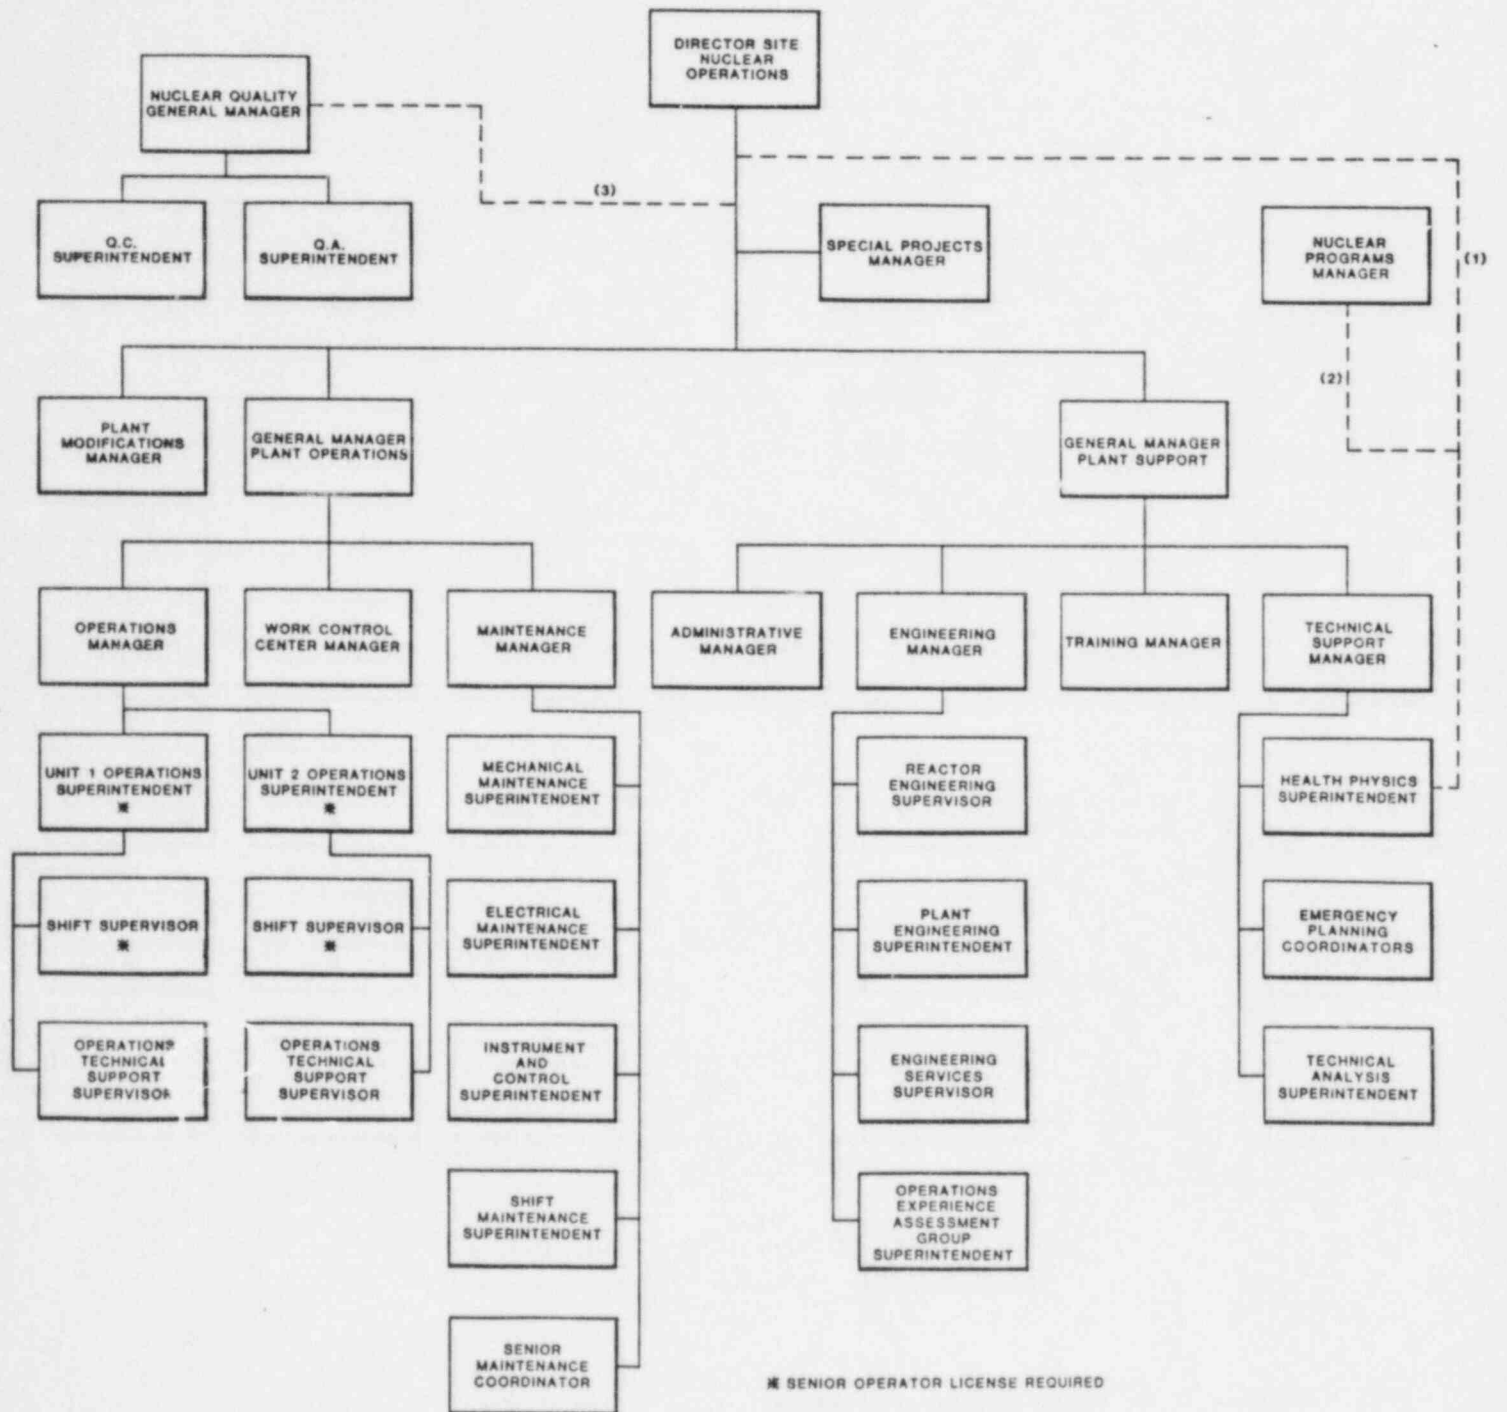 DIRECTOR SITE
NUCLEAR
OPERATIONS
NUCLEAR QUALITY
GENERAL MANAGER
(3)
(1)
Q.C.
SUPERINTENDENT
Q.A.
SUPERINTENDENT
SPECIAL PROJECTS
MANAGER
NUCLEAR
PROGRAMS
MANAGER
(2)
PLANT
MODIFICATIONS
MANAGER
GENERAL MANAGER
PLANT OPERATIONS
GENERAL MANAGER
PLANT SUPPORT
OPERATIONS
MANAGER
WORK CONTROL
CENTER MANAGER
MAINTENANCE
MANAGER
ADMINISTRATIVE
MANAGER
ENGINEERING
MANAGER
TRAINING MANAGER
TECHNICAL
SUPPORT
MANAGER
UNIT 1 OPERATIONS
SUPERINTENDENT
⁕
UNIT 2 OPERATIONS
SUPERINTENDENT
⁕
MECHANICAL
MAINTENANCE
SUPERINTENDENT
REACTOR
ENGINEERING
SUPERVISOR
HEALTH PHYSICS
SUPERINTENDENT
SHIFT SUPERVISOR
⁕
SHIFT SUPERVISOR
⁕
ELECTRICAL
MAINTENANCE
SUPERINTENDENT
PLANT
ENGINEERING
SUPERINTENDENT
EMERGENCY
PLANNING
COORDINATORS
OPERATIONS
TECHNICAL
SUPPORT
SUPERVISOR
OPERATIONS
TECHNICAL
SUPPORT
SUPERVISOR
INSTRUMENT
AND
CONTROL
SUPERINTENDENT
ENGINEERING
SERVICES
SUPERVISOR
TECHNICAL
ANALYSIS
SUPERINTENDENT
SHIFT
MAINTENANCE
SUPERINTENDENT
OPERATIONS
EXPERIENCE
ASSESSMENT
GROUP
SUPERINTENDENT
SENIOR
MAINTENANCE
COORDINATOR
⁕ SENIOR OPERATOR LICENSE REQUIRED